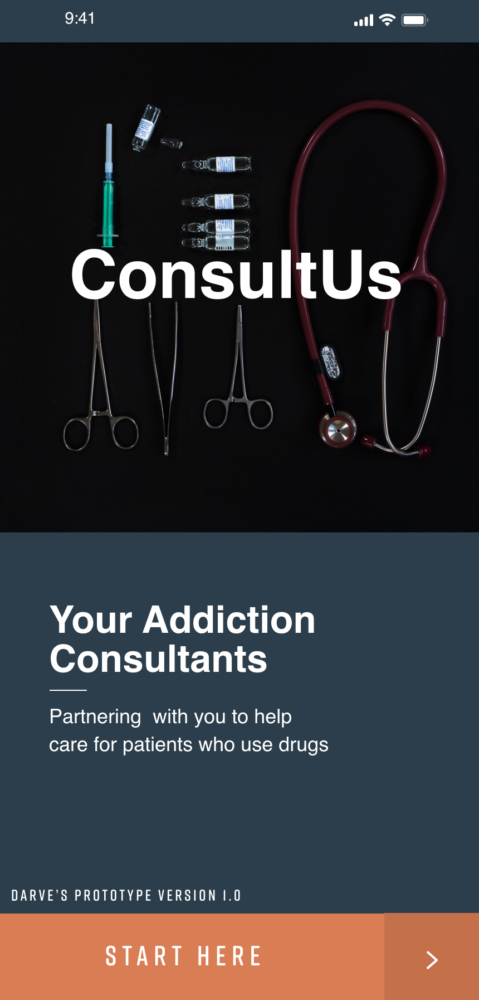 9:41
ConsultUs
Your Addiction
Consultants
Partnering  with you to help
care for patients who use drugs
DARVE'S PROTOTYPE VERSION 1.0
START HERE